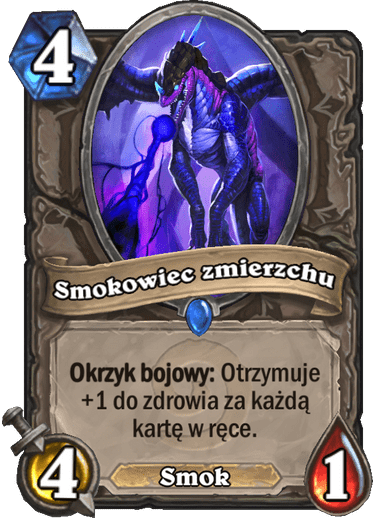 4
Smokowiec zmierzchu
Okrzyk bojowy: Otrzymuje
+1 do zdrowia za każdą
kartę w ręce.
4
Smok
1